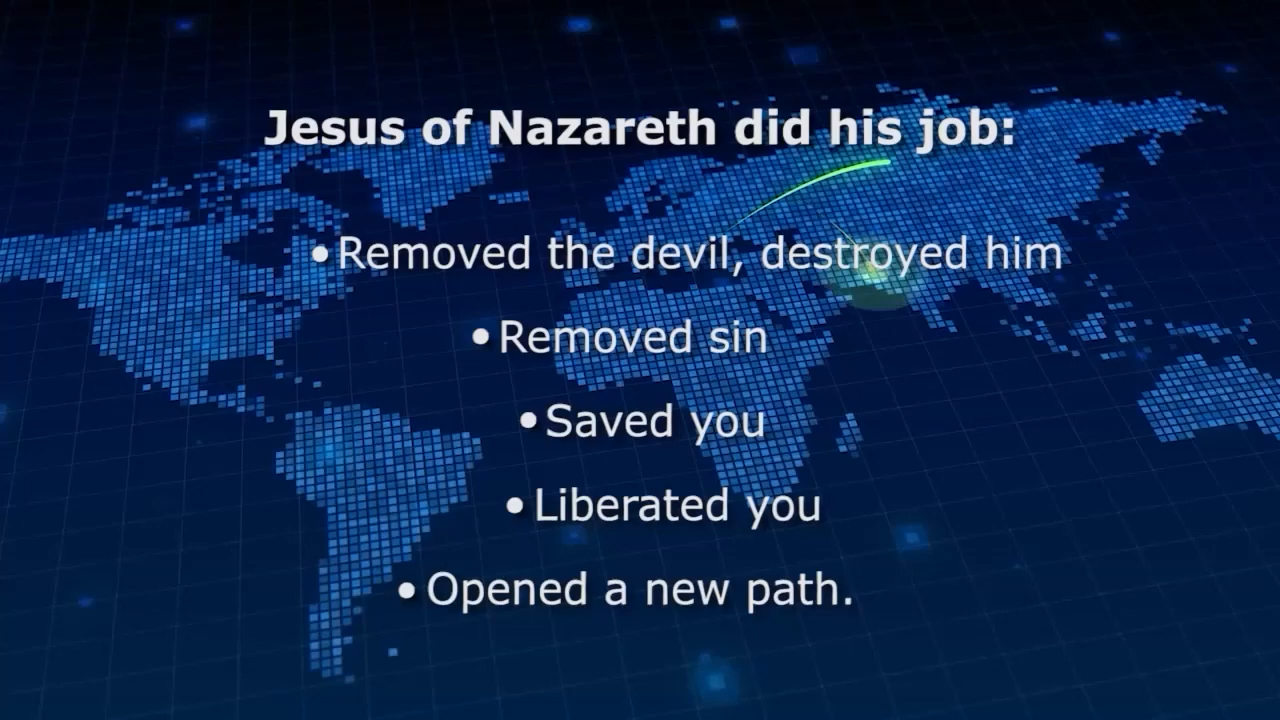 Jesus of Nazareth did his job:
•Removed the devil, destroyed him
•Removed sin
•Saved you
•Liberated you
•Opened a new path.